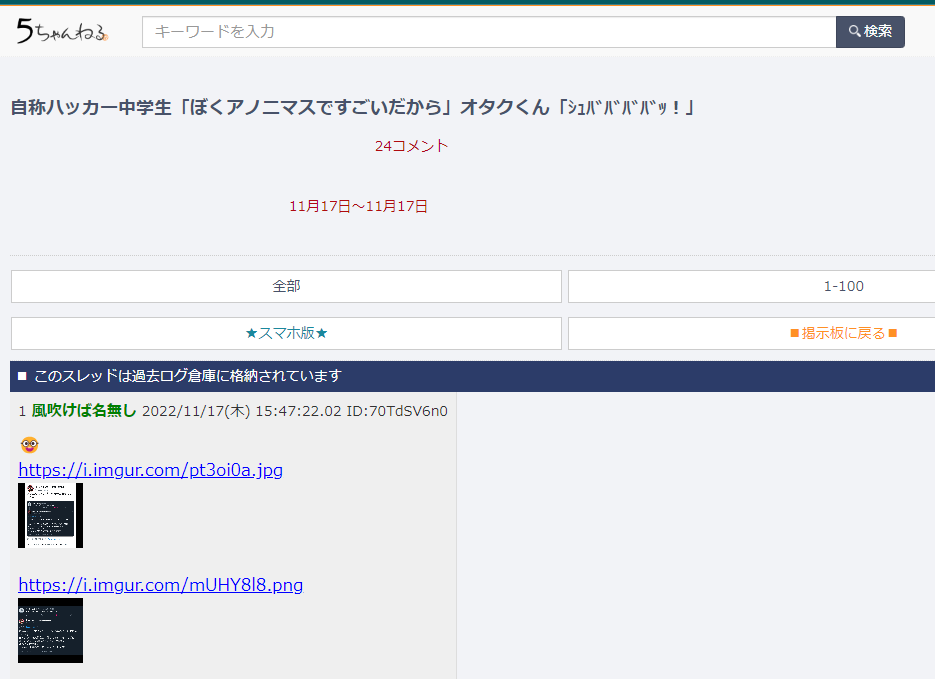 5ちゃんねる
キーワードを入力
検索
自称ハッカー中学生「ぼくアノニマスですごいだから」オタクくん「ｼｭﾊﾞﾊﾞﾊﾞﾊﾞｯ！」
24コメント
11月17日～11月17日
全部
1-100
★スマホ版★
■掲示板に戻る■
■ このスレッドは過去ログ倉庫に格納されています
1 風吹けば名無し 2022/11/17(木) 15:47:22.02 ID:70TdSV6n0
https://i.imgur.com/pt3oi0a.jpg
https://i.imgur.com/mUHY8l8.png